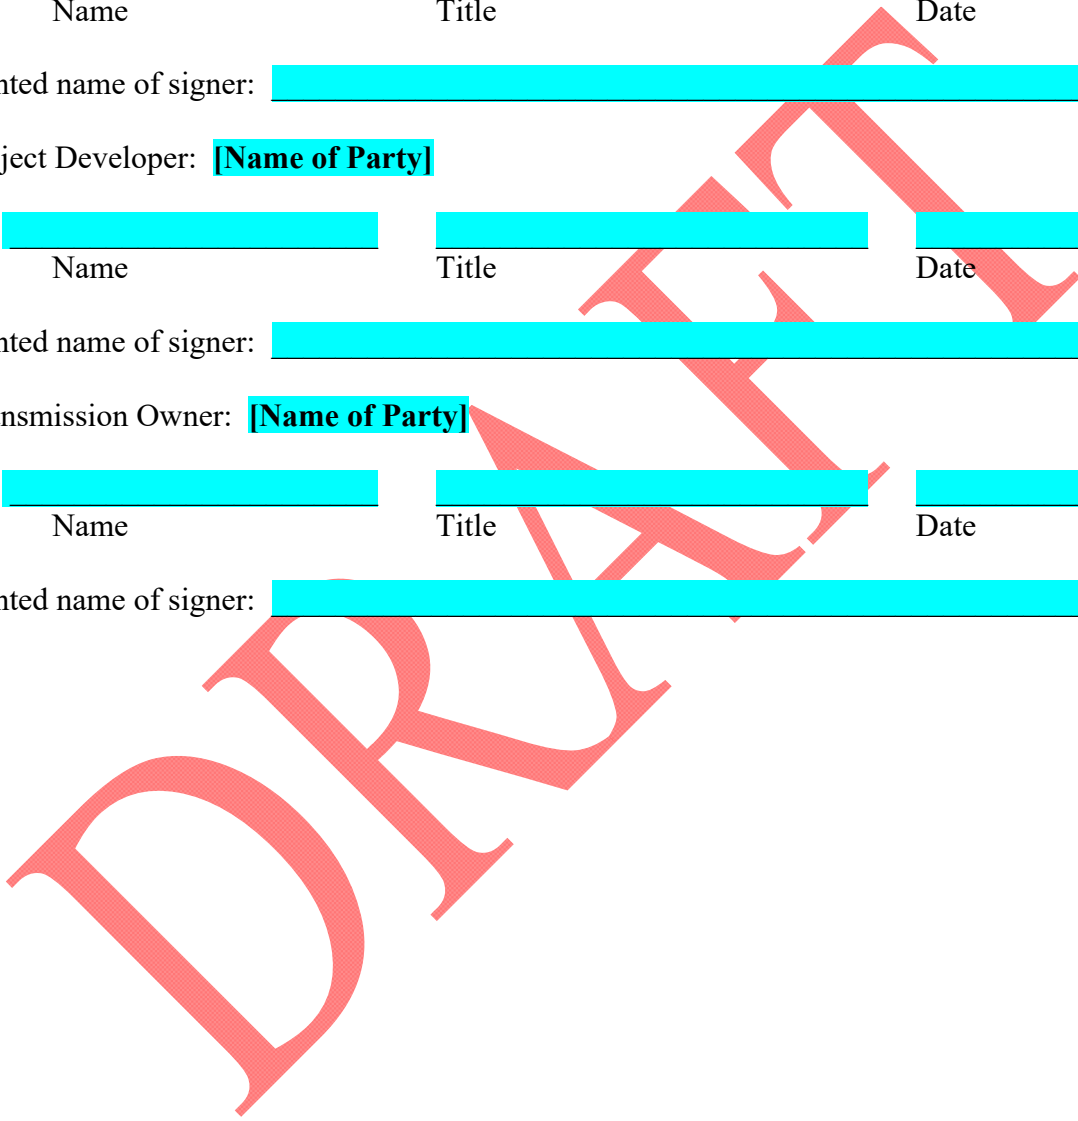 Name Title Date
nted name of signer:
ject Developer: [Name of Party]
Name Title Date
nted name of signer:
nsmission Owner: [Name of Party]
Name Title Date
nted name of signer:
DRAFT